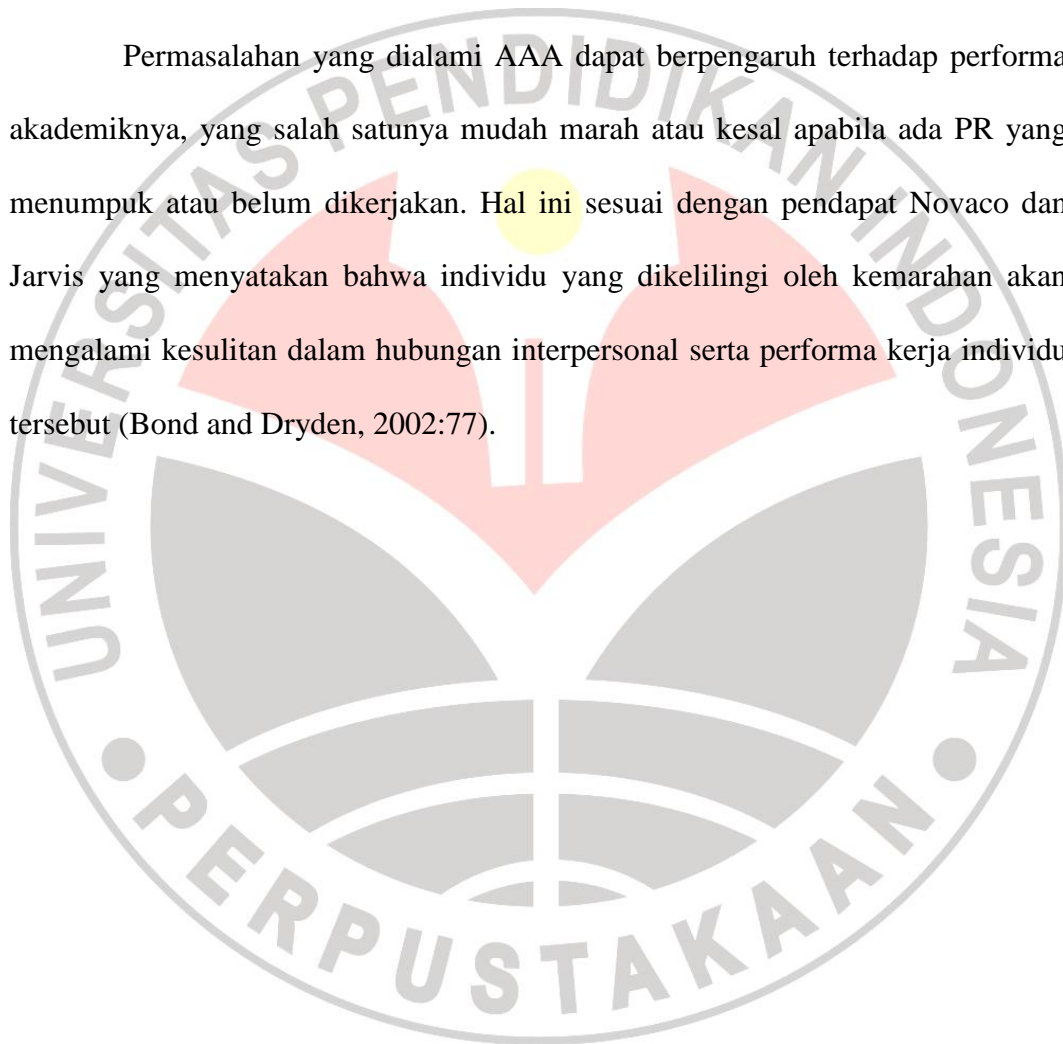 Permasalahan yang dialami AAA dapat berpengaruh terhadap performa
akademiknya, yang salah satunya mudah marah atau kesal apabila ada PR yang
menumpuk atau belum dikerjakan. Hal ini sesuai dengan pendapat Novaco dan
Jarvis yang menyatakan bahwa individu yang dikelilingi oleh kemarahan akan
mengalami kesulitan dalam hubungan interpersonal serta performa kerja individu
tersebut (Bond and Dryden, 2002:77).
UNIVERSITAS PENDIDIKAN INDONESIA
PERPUSTAKAAN